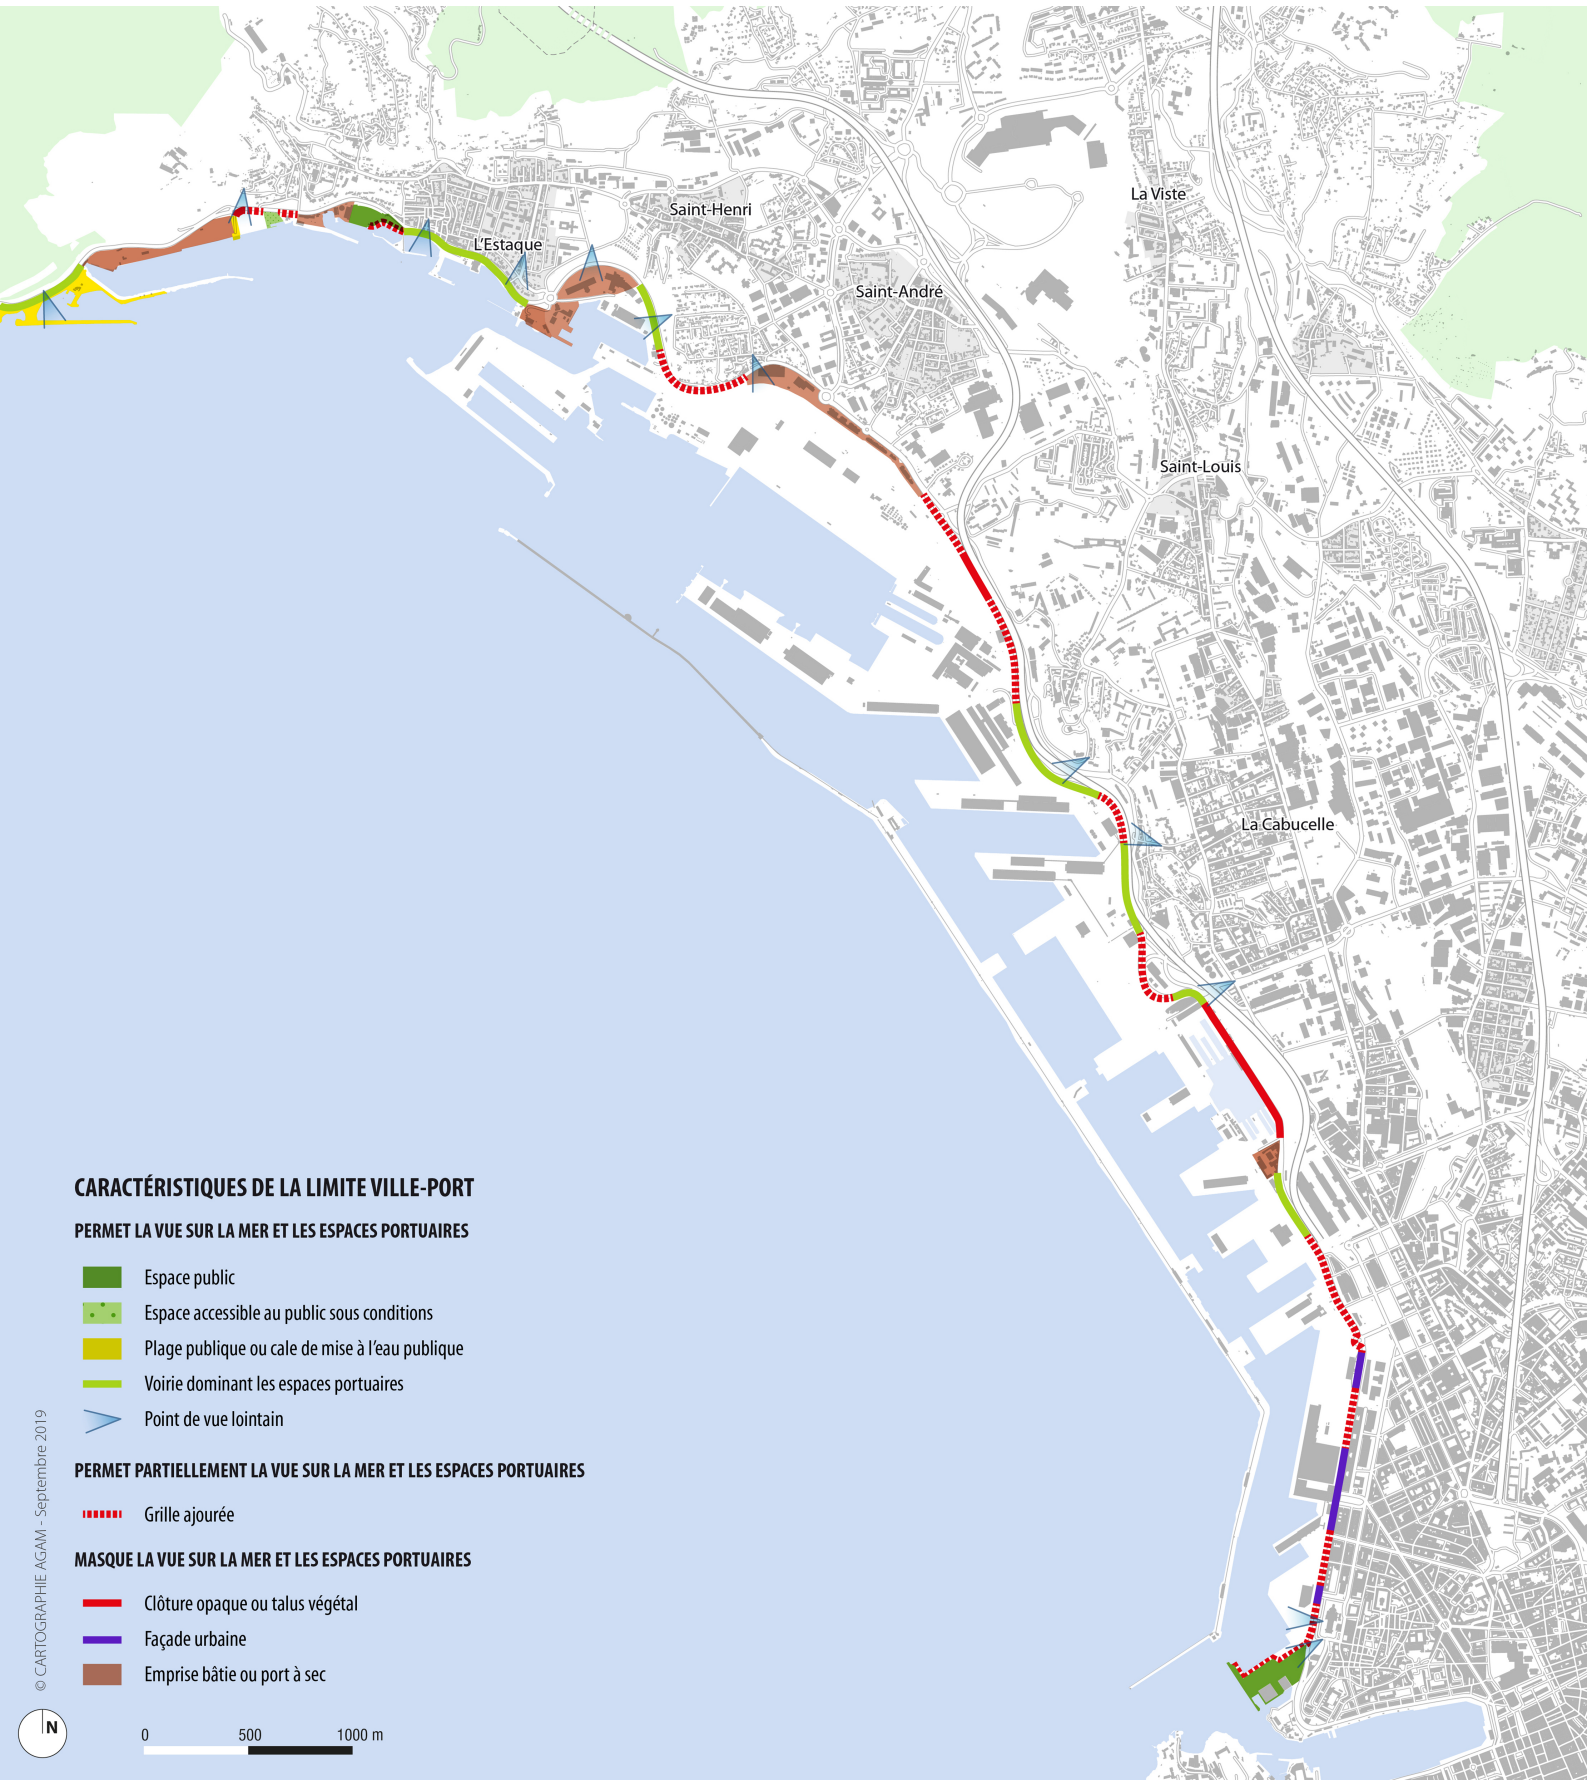 La Viste
Saint-Henri
L'Estaque
Saint-André
Saint-Louis
La Cabucelle
CARACTÉRISTIQUES DE LA LIMITE VILLE-PORT
PERMET LA VUE SUR LA MER ET LES ESPACES PORTUAIRES
Espace public
Espace accessible au public sous conditions
Plage publique ou cale de mise à l'eau publique
Voirie dominant les espaces portuaires
Point de vue lointain
PERMET PARTIELLEMENT LA VUE SUR LA MER ET LES ESPACES PORTUAIRES
Grille ajourée
MASQUE LA VUE SUR LA MER ET LES ESPACES PORTUAIRES
Clôture opaque ou talus végétal
Façade urbaine
Emprise bâtie ou port à sec
© CARTOGRAPHIE AGAM - Septembre 2019
N
0 500 1000 m